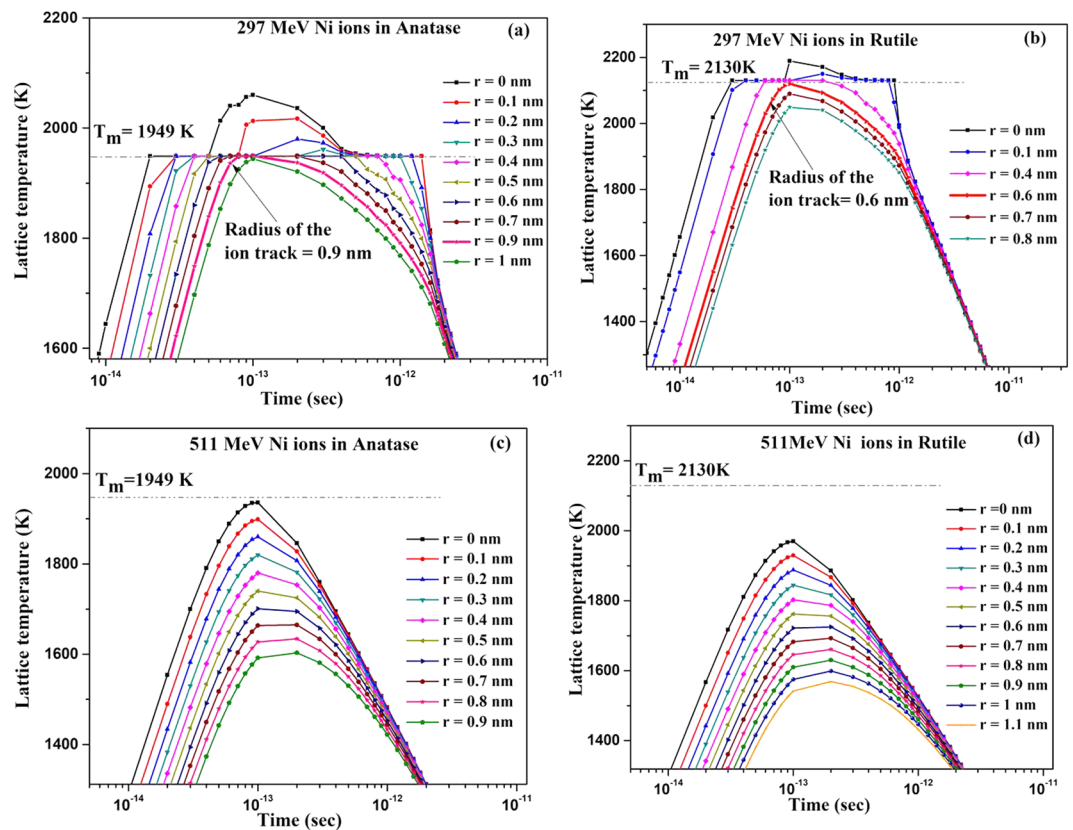 297 MeV Ni ions in Anatase
(a)
2200
2100
2000
1900
1800
1700
1600
Lattice temperature (K)
Tm = 1949 K
Radius of the
ion track = 0.9 nm
r = 0 nm
r = 0.1 nm
r = 0.2 nm
r = 0.3 nm
r = 0.4 nm
r = 0.5 nm
r = 0.6 nm
r = 0.7 nm
r = 0.9 nm
r = 1 nm
10-14
10-13
10-12
10-11
Time (sec)
297 MeV Ni ions in Rutile
(b)
2200
2000
1800
1600
1400
Lattice temperature (K)
Tm= 2130K
Radius of the
ion track= 0.6 nm
r = 0 nm
r = 0.1 nm
r = 0.4 nm
r = 0.6 nm
r = 0.7 nm
r = 0.8 nm
10-14
10-13
10-12
10-11
Time (sec)
511 MeV Ni ions in Anatase
(c)
2000
1800
1600
1400
Lattice temperature (K)
Tm=1949 K
r = 0 nm
r = 0.1 nm
r = 0.2 nm
r = 0.3 nm
r = 0.4 nm
r = 0.5 nm
r = 0.6 nm
r = 0.7 nm
r = 0.8 nm
r = 0.9 nm
10-14
10-13
10-12
10-11
Time (sec)
511MeV Ni ions in Rutile
(d)
2200
2000
1800
1600
1400
Lattice temperature (K)
Tm= 2130K
r =0 nm
r = 0.1 nm
r = 0.2 nm
r = 0.3 nm
r = 0.4 nm
r = 0.5 nm
r = 0.6 nm
r = 0.7 nm
r = 0.8 nm
r = 0.9 nm
r = 1 nm
r = 1.1 nm
10-14
10-13
10-12
10-11
Time (sec)